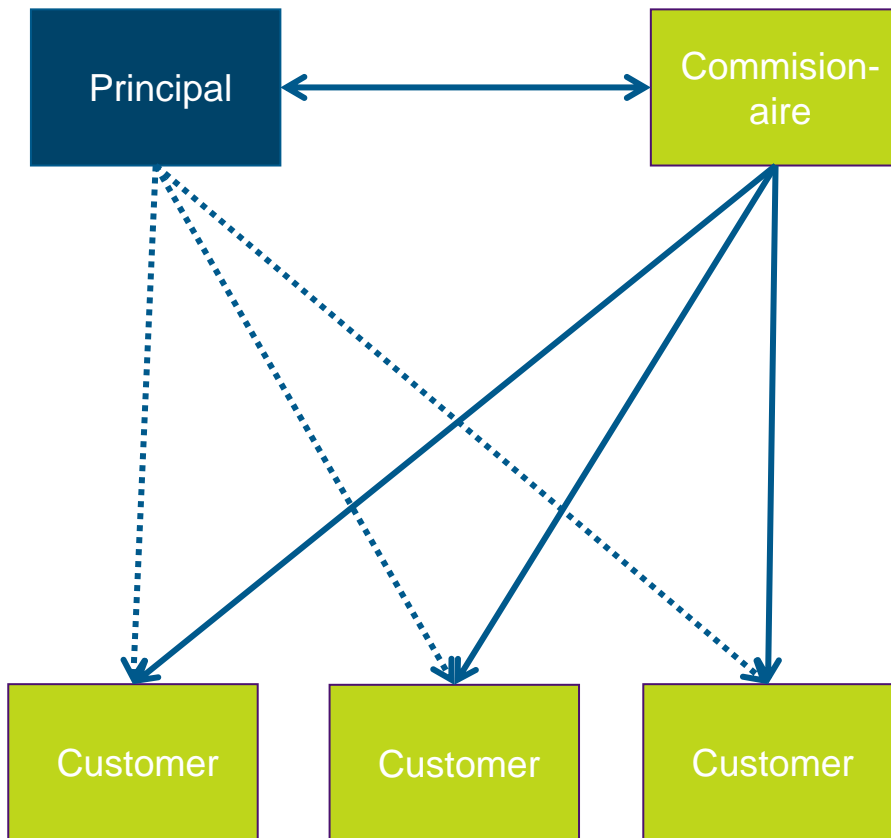 Principal
Commision-
aire
Customer
Customer
Customer